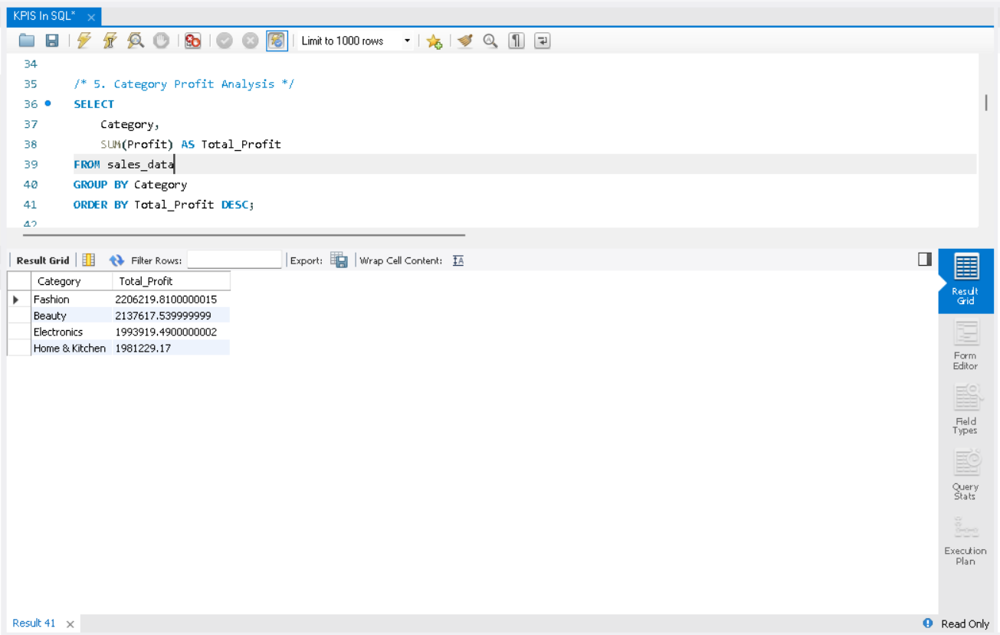 KPIS In SQL*
Limit to 1000 rows
34
35 /* 5. Category Profit Analysis */
36 SELECT
37 Category,
38 SUM(Profit) AS Total_Profit
39 FROM sales_data
40 GROUP BY Category
41 ORDER BY Total_Profit DESC;
42
Result Grid Filter Rows: Export: Wrap Cell Content:
Category Total_Profit
Fashion 2206219.8100000015
Beauty 2137617.539999999
Electronics 1993919.4900000002
Home & Kitchen 1981229.17
Result
Grid
Form
Editor
Field
Types
Query
Stats
Execution
Plan
Result 41 Read Only